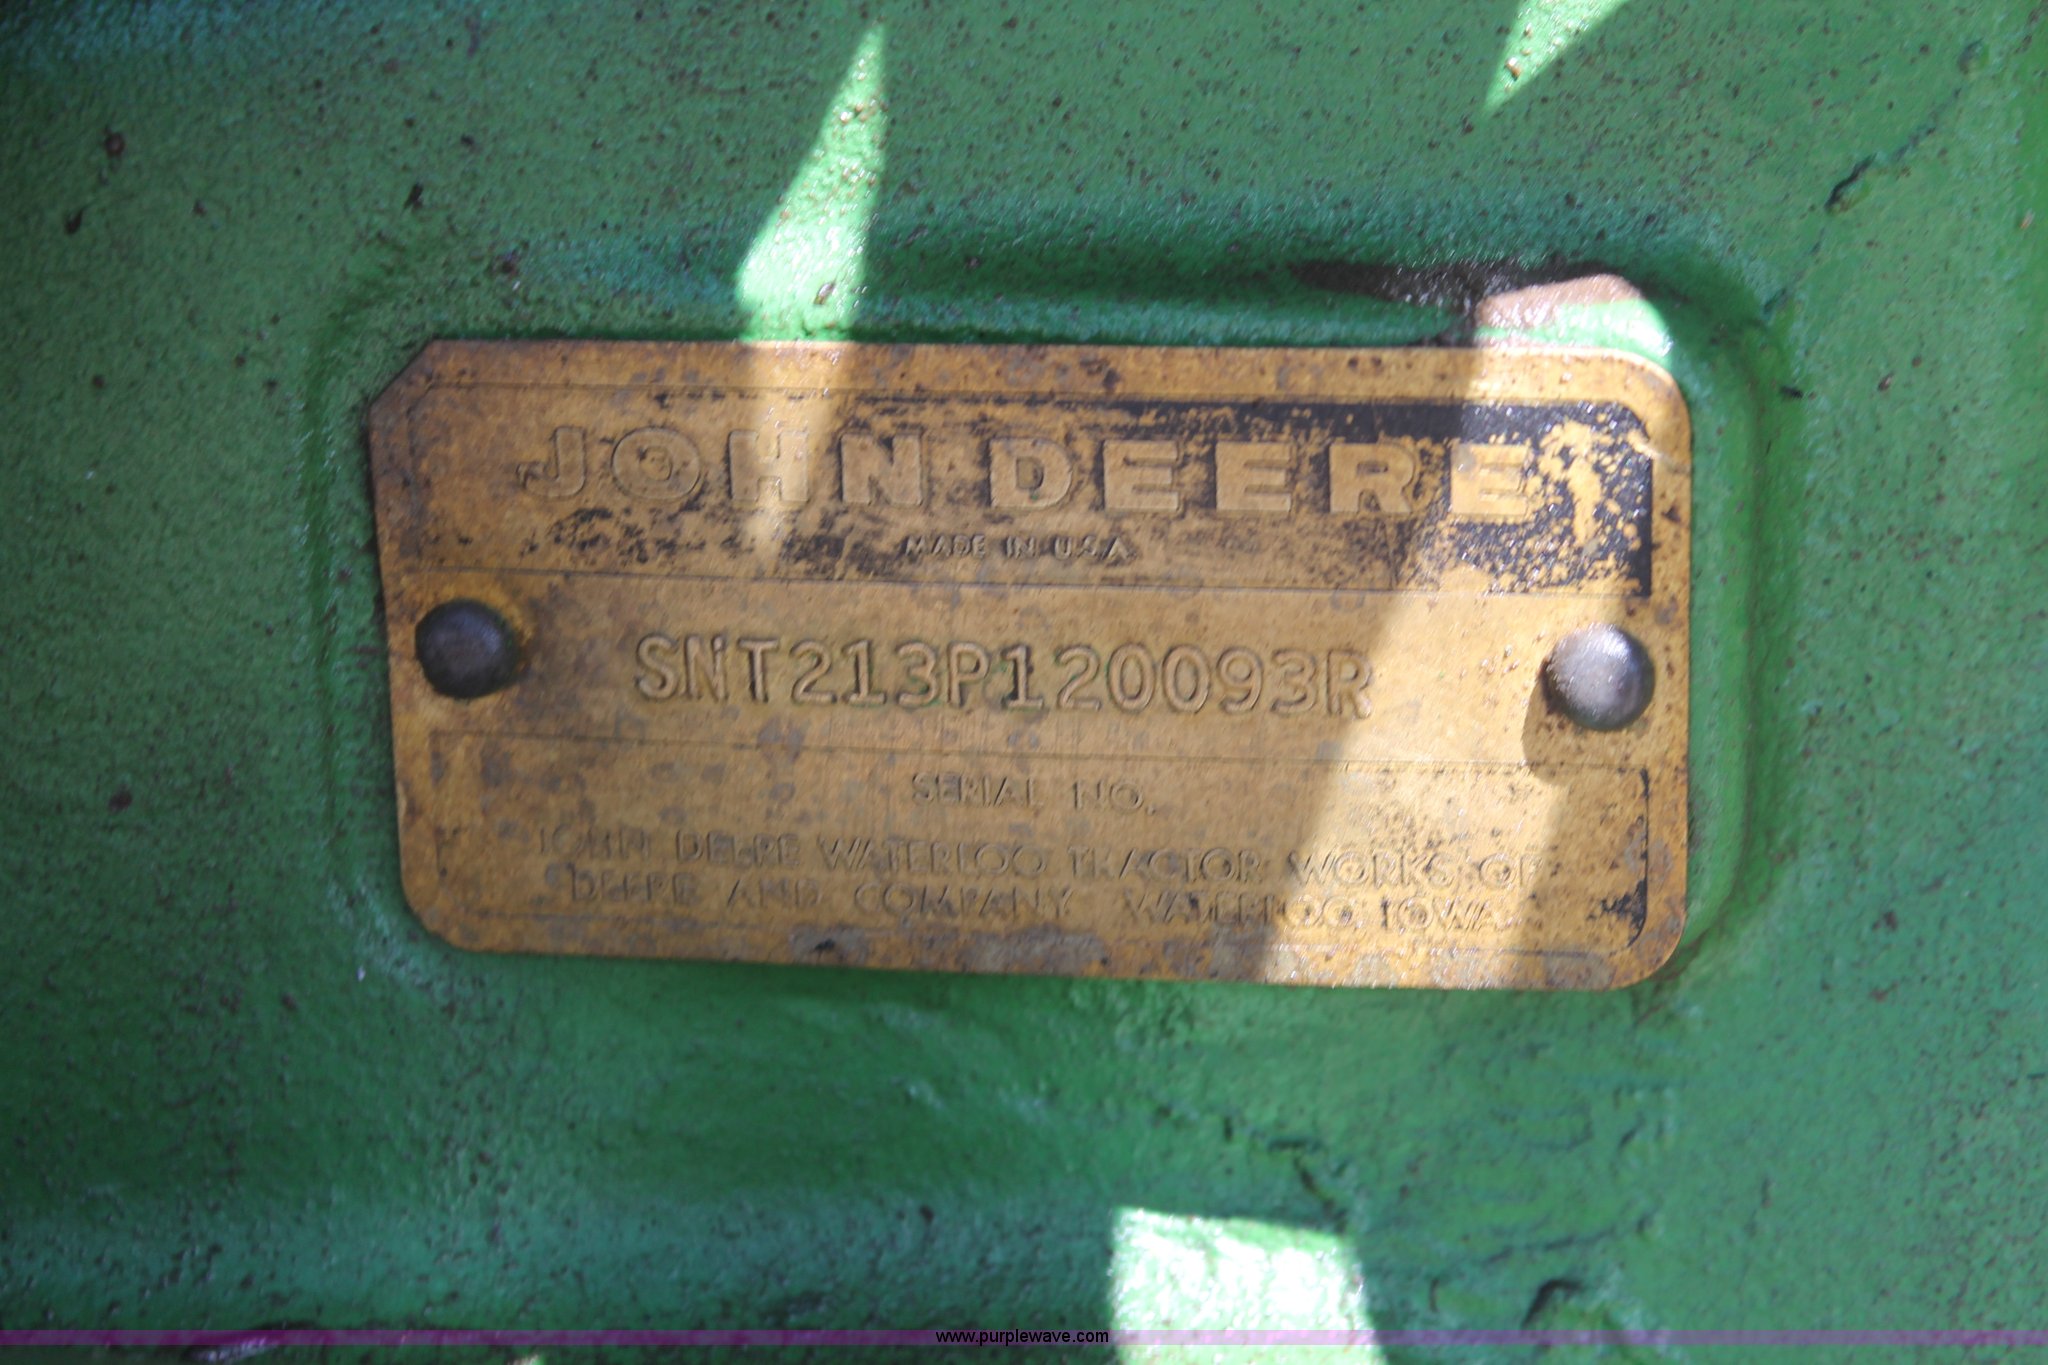 JOHN DEERE
MADE IN U.S.A
SNT213P120093R
SERIAL NO.
JOHN DEERE WATERLOO TRACTOR WORKS OF
DEERE AND COMPANY WATERLOO IOWA
www.purplewave.com